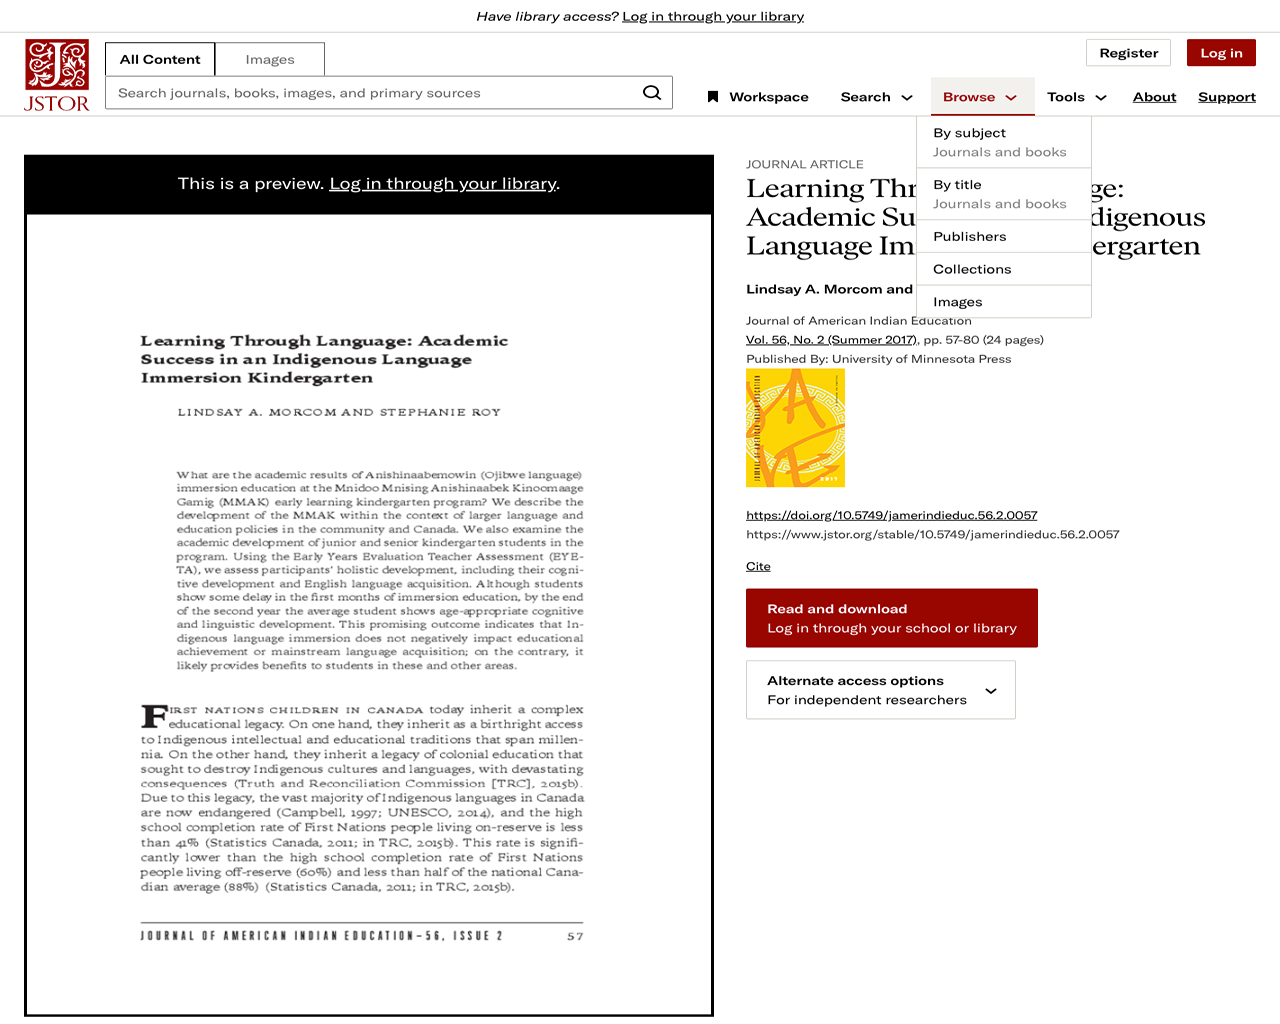 Have library access? Log in through your library
JSTOR
All Content
Images
Register
Log in
Search journals, books, images, and primary sources
Workspace
Search
Browse
Tools
About
Support
By subject
Journals and books
By title
Journals and books
Publishers
Collections
Images
This is a preview. Log in through your library.
Learning Through Language: Academic
Success in an Indigenous Language
Immersion Kindergarten
LINDSAY A. MORCOM AND STEPHANIE ROY
What are the academic results of Anishinaabemowin (Ojibwe language)
immersion education at the Mnidoo Mnising Anishinaabek Kinoomaage
Gamig (MMAK) early learning kindergarten program? We describe the
development of the MMAK within the context of larger language and
education policies in the community and Canada. We also examine the
academic development of junior and senior kindergarten students in the
program. Using the Early Years Evaluation Teacher Assessment (EYE-
TA), we assess participants' holistic development, including their cogni-
tive development and English language acquisition. Although students
show some delay in the first months of immersion education, by the end
of the second year the average student shows age-appropriate cognitive
and linguistic development. This promising outcome indicates that In-
digenous language immersion does not negatively impact educational
achievement or mainstream language acquisition; on the contrary, it
likely provides benefits to students in these and other areas.
FIRST NATIONS CHILDREN IN CANADA today inherit a complex
educational legacy. On one hand, they inherit as a birthright access
to Indigenous intellectual and educational traditions that span millen-
nia. On the other hand, they inherit a legacy of colonial education that
sought to destroy Indigenous cultures and languages, with devastating
consequences (Truth and Reconciliation Commission [TRC], 2015b).
Due to this legacy, the vast majority of Indigenous languages in Canada
are now endangered (Campbell, 1997; UNESCO, 2014), and the high
school completion rate of First Nations people living on-reserve is less
than 41% (Statistics Canada, 2011; in TRC, 2015b). This rate is signifi-
cantly lower than the high school completion rate of First Nations
people living off-reserve (60%) and less than half of the national Cana-
dian average (88%) (Statistics Canada, 2011; in TRC, 2015b).
JOURNAL OF AMERICAN INDIAN EDUCATION—56, ISSUE 2
57
JOURNAL ARTICLE
Learning Thr ge:
Academic Su digenous
Language Im ergarten
Lindsay A. Morcom and
Journal of American Indian Education
Vol. 56, No. 2 (Summer 2017), pp. 57-80 (24 pages)
Published By: University of Minnesota Press
JOURNAL OF AMERICAN INDIAN EDUCATION
2017
https://doi.org/10.5749/jamerindieduc.56.2.0057
https://www.jstor.org/stable/10.5749/jamerindieduc.56.2.0057
Cite
Read and download
Log in through your school or library
Alternate access options
For independent researchers